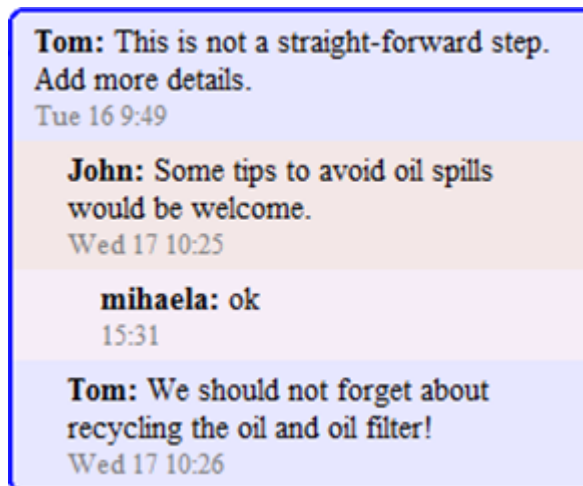 Tom: This is not a straight-forward step.
Add more details.
Tue 16 9:49
John: Some tips to avoid oil spills
would be welcome.
Wed 17 10:25
mihaela: ok
15:31
Tom: We should not forget about
recycling the oil and oil filter!
Wed 17 10:26